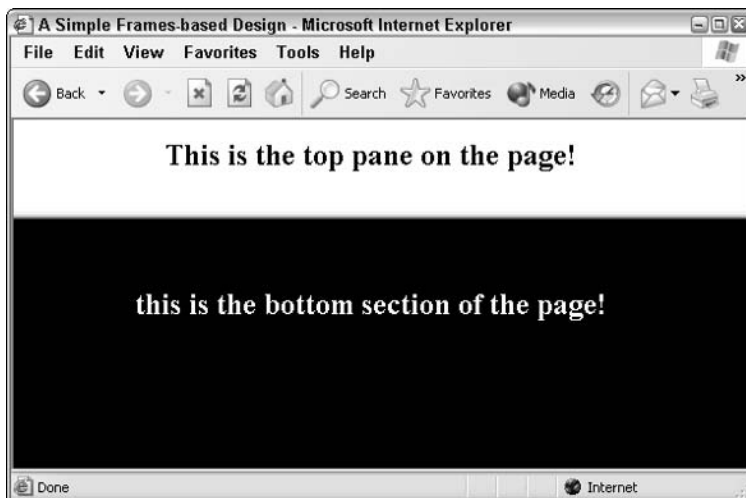 A Simple Frames-based Design - Microsoft Internet Explorer
File Edit View Favorites Tools Help
Back Search Favorites Media »
This is the top pane on the page!
this is the bottom section of the page!
Done Internet